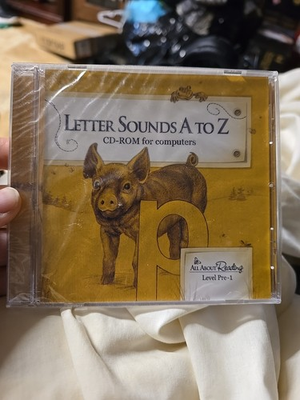 LETTER SOUNDS A TO Z
CD-ROM for computers
p
ALL ABOUT Reading
Level Pre-1